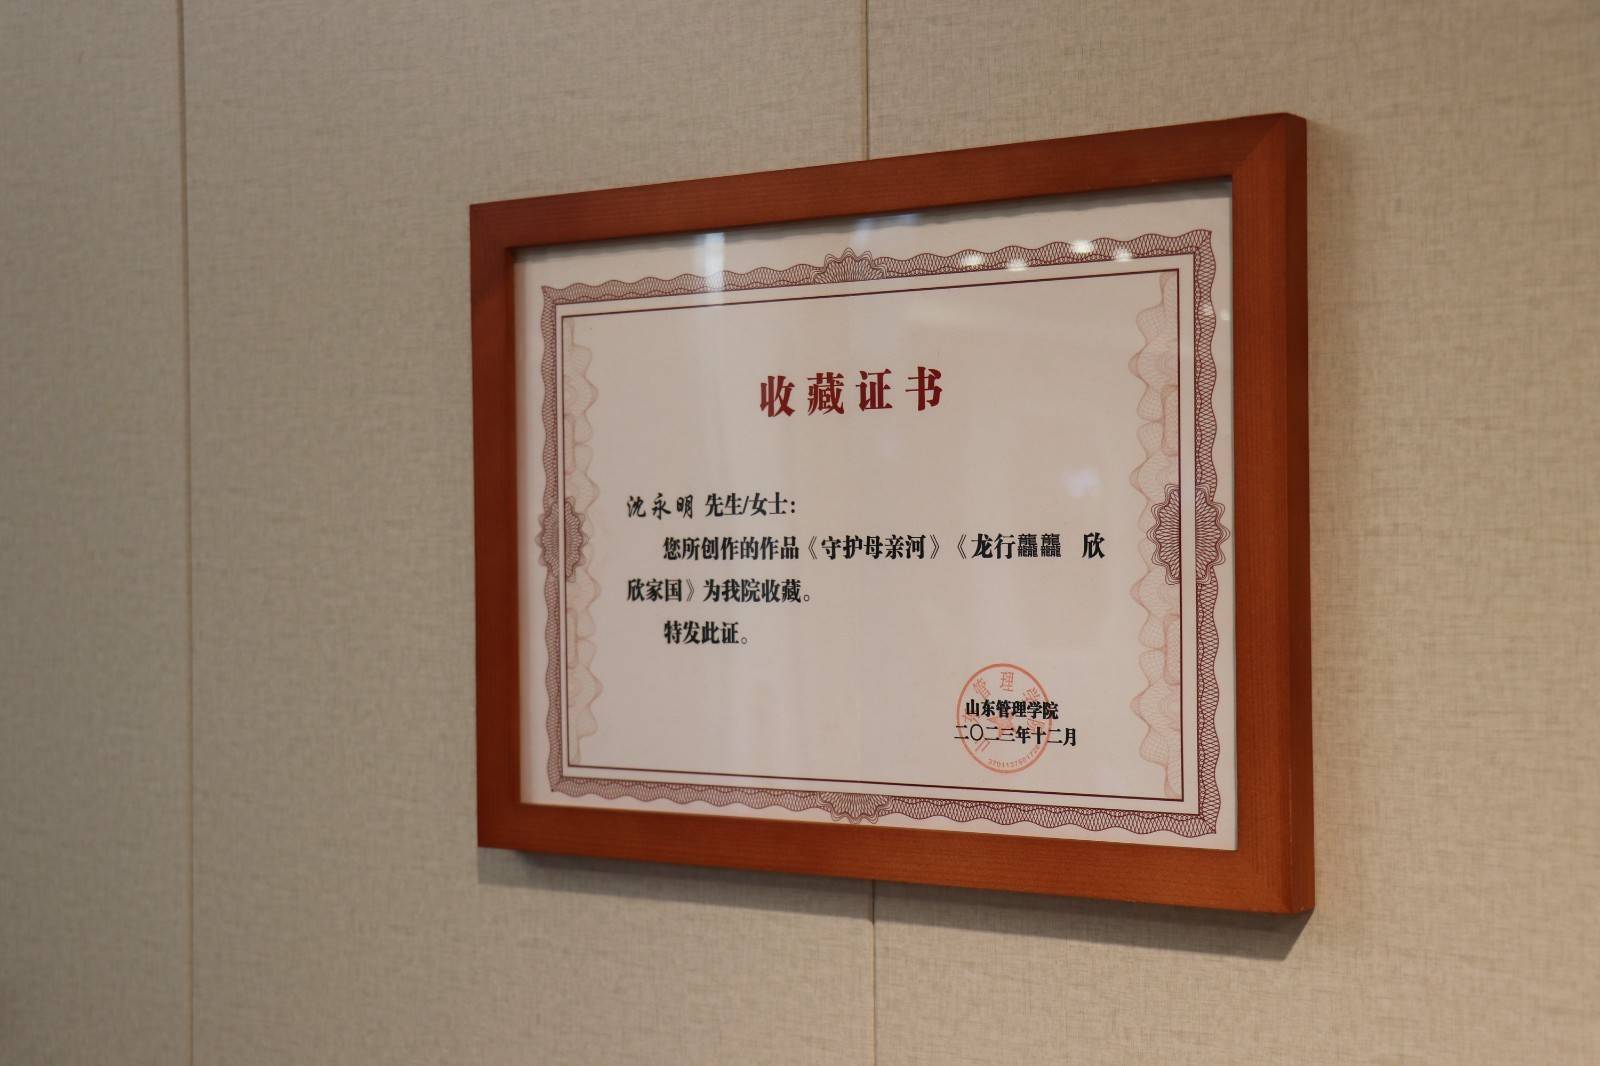 收藏证书
沈永明 先生/女士：
您所创作的作品《守护母亲河》《龙行龘龘 欣
欣家国》为我院收藏。
特发此证。
山东管理学院
二〇二三年十二月